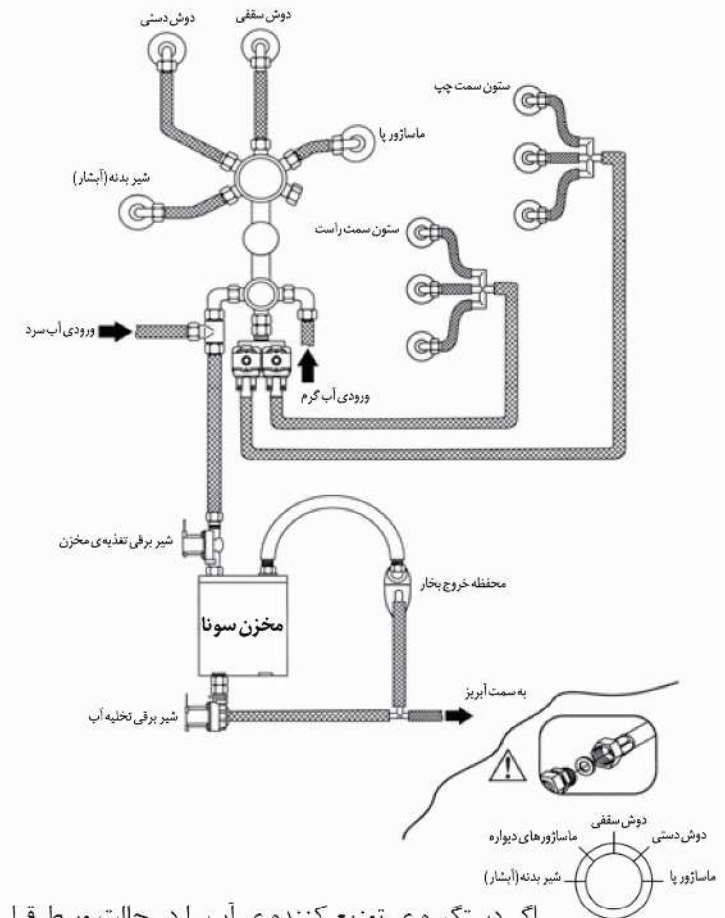 دوش سقفی
دوش دستی
ستون سمت چپ
ماساژور پا
شیر بدنه (آبشار)
ستون سمت راست
ورودی آب سرد
ورودی آب گرم
شیر برقی تغذیه‌ی مخزن
محفظه خروج بخار
مخزن سونا
به سمت آبریز
شیر برقی تخلیه آب
دوش سقفی
ماساژورهای دیواره
دوش دستی
شیر بدنه (آبشار)
ماساژور پا